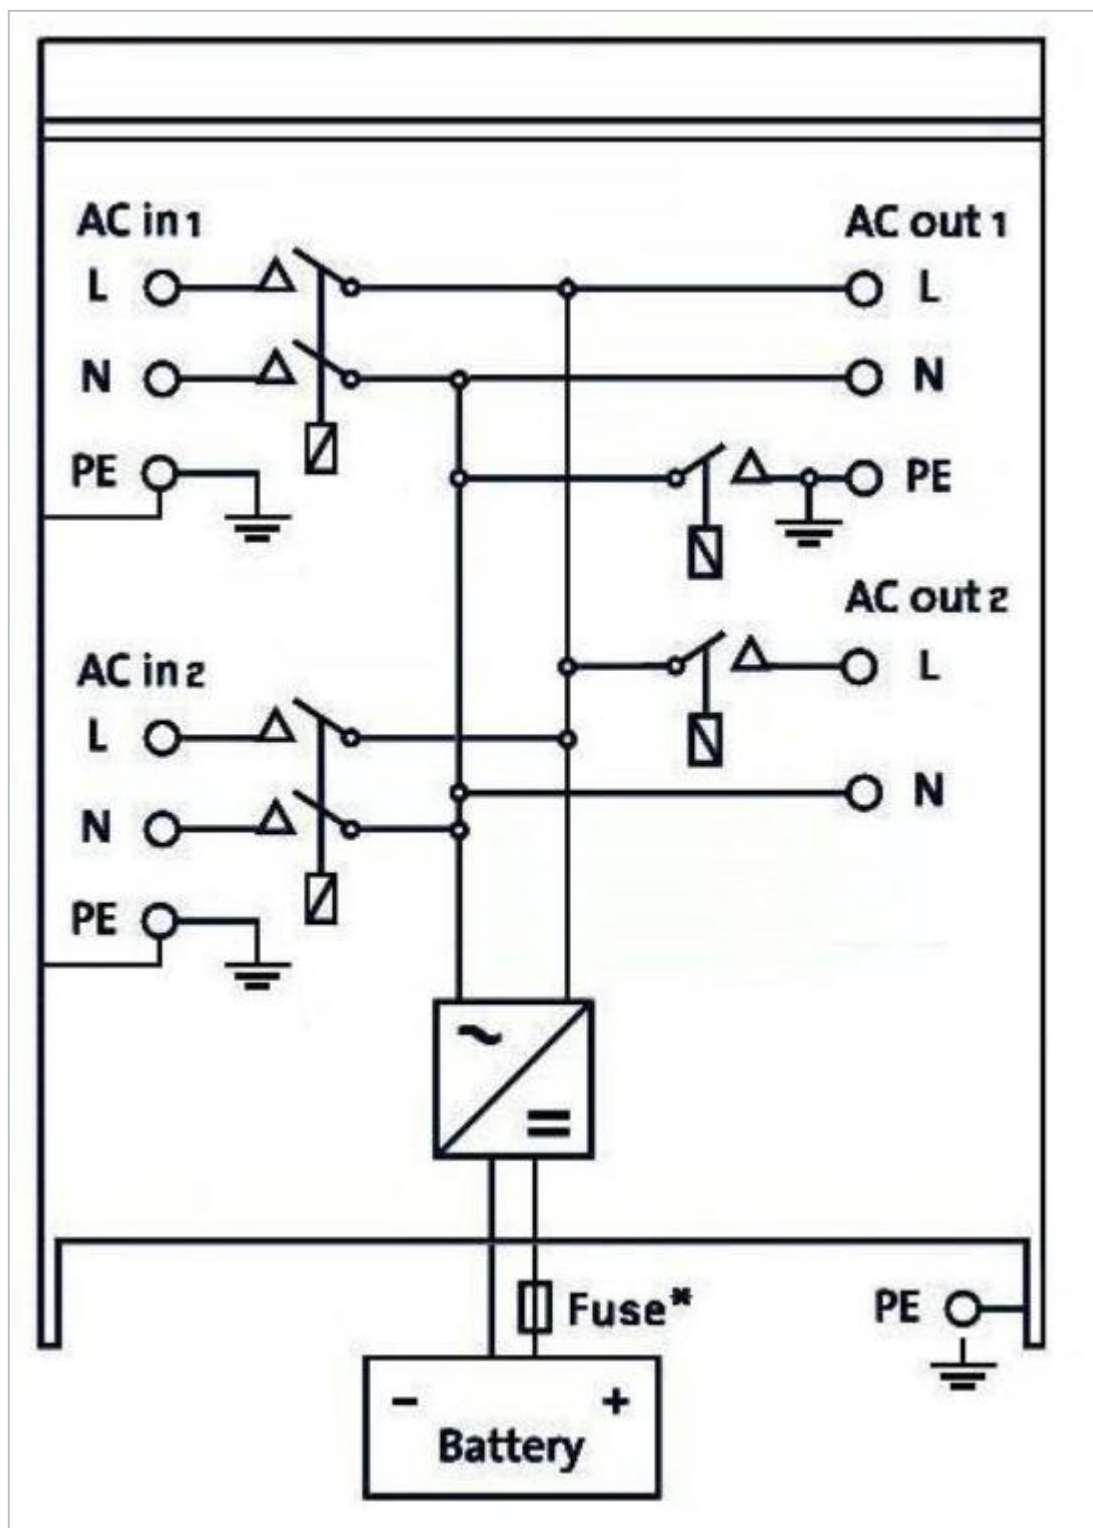 AC in 1
L
N
PE
AC out 1
L
N
PE
AC in 2
L
N
PE
AC out 2
L
N
~
=
Fuse*
PE
- +
Battery